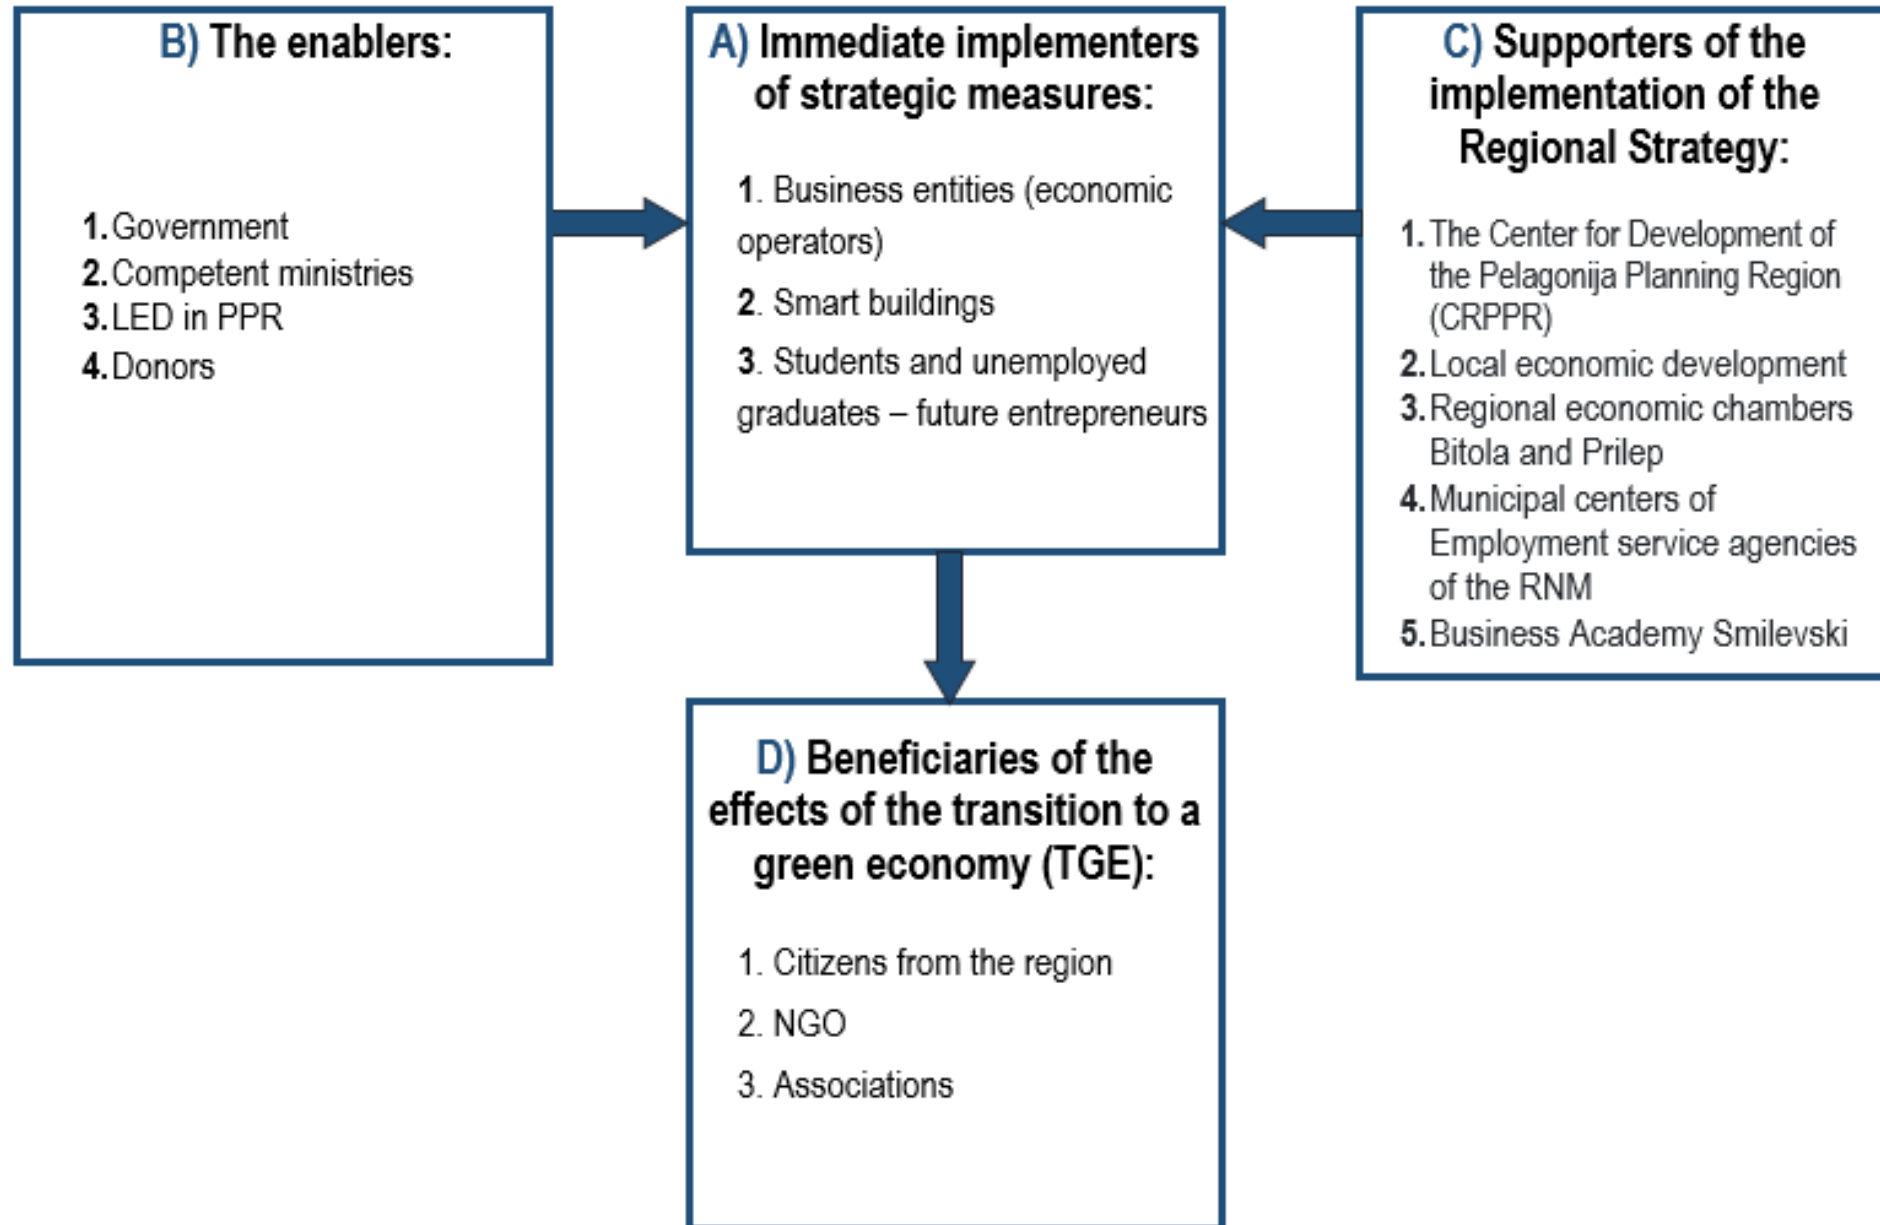 B) The enablers:
1.Government
2.Competent ministries
3.LED in PPR
4.Donors
A) Immediate implementers
of strategic measures:
1. Business entities (economic
operators)
2. Smart buildings
3. Students and unemployed
graduates – future entrepreneurs
C) Supporters of the
implementation of the
Regional Strategy:
1.The Center for Development of
the Pelagonija Planning Region
(CRPPR)
2.Local economic development
3.Regional economic chambers
Bitola and Prilep
4.Municipal centers of
Employment service agencies
of the RNM
5.Business Academy Smilevski
D) Beneficiaries of the
effects of the transition to a
green economy (TGE):
1. Citizens from the region
2. NGO
3. Associations